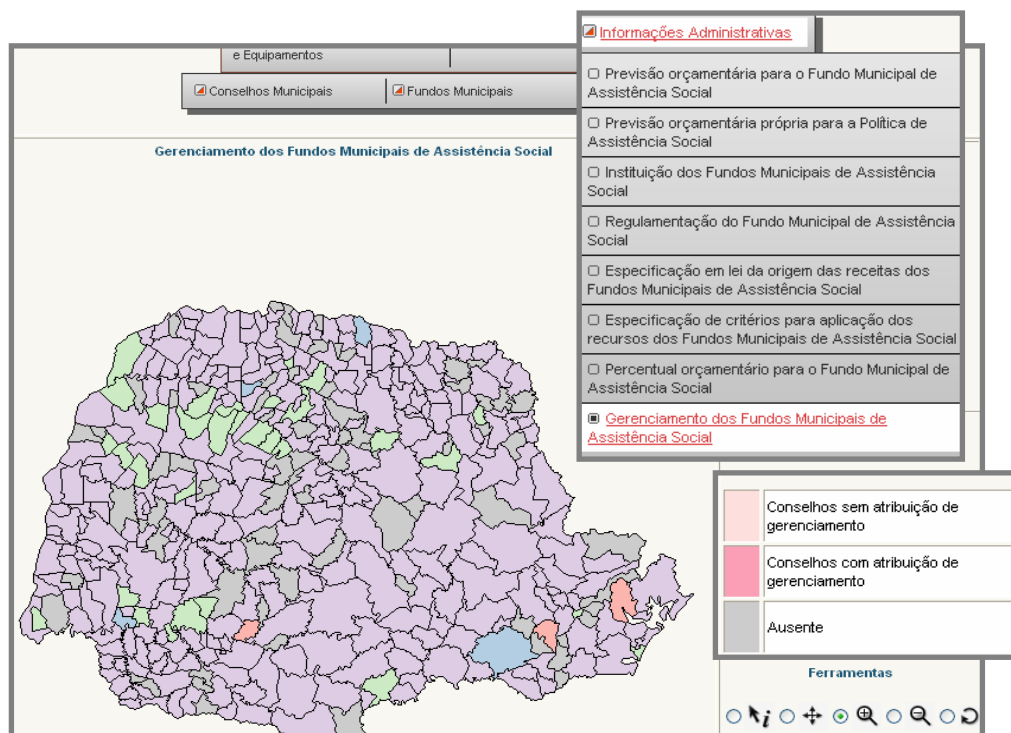 e Equipamentos
Conselhos Municipais
Fundos Municipais
Gerenciamento dos Fundos Municipais de Assistência Social
Informações Administrativas
Previsão orçamentária para o Fundo Municipal de
Assistência Social
Previsão orçamentária própria para a Política de
Assistência Social
Instituição dos Fundos Municipais de Assistência
Social
Regulamentação do Fundo Municipal de Assistência
Social
Especificação em lei da origem das receitas dos
Fundos Municipais de Assistência Social
Especificação de critérios para aplicação dos
recursos dos Fundos Municipais de Assistência Social
Percentual orçamentário para o Fundo Municipal de
Assistência Social
Gerenciamento dos Fundos Municipais de
Assistência Social
Conselhos sem atribuição de
gerenciamento
Conselhos com atribuição de
gerenciamento
Ausente
Ferramentas